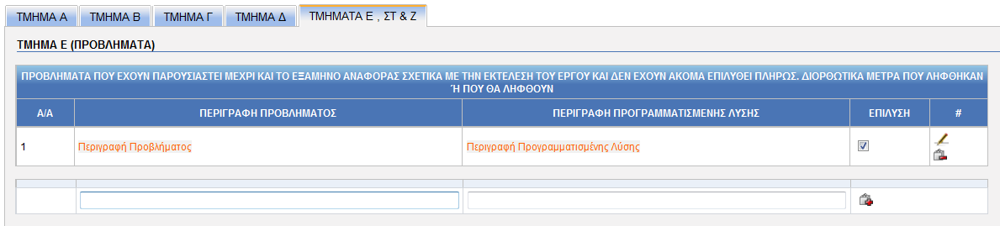 ΤΜΗΜΑ Α ΤΜΗΜΑ Β ΤΜΗΜΑ Γ ΤΜΗΜΑ Δ ΤΜΗΜΑΤΑ Ε , ΣΤ & Ζ
ΤΜΗΜΑ Ε (ΠΡΟΒΛΗΜΑΤΑ)
ΠΡΟΒΛΗΜΑΤΑ ΠΟΥ ΕΧΟΥΝ ΠΑΡΟΥΣΙΑΣΤΕΙ ΜΕΧΡΙ ΚΑΙ ΤΟ ΕΞΑΜΗΝΟ ΑΝΑΦΟΡΑΣ ΣΧΕΤΙΚΑ ΜΕ ΤΗΝ ΕΚΤΕΛΕΣΗ ΤΟΥ ΕΡΓΟΥ ΚΑΙ ΔΕΝ ΕΧΟΥΝ ΑΚΟΜΑ ΕΠΙΛΥΘΕΙ ΠΛΗΡΩΣ. ΔΙΟΡΘΩΤΙΚΑ ΜΕΤΡΑ ΠΟΥ ΛΗΦΘΗΚΑΝ
Ή ΠΟΥ ΘΑ ΛΗΦΘΟΥΝ
Α/Α ΠΕΡΙΓΡΑΦΗ ΠΡΟΒΛΗΜΑΤΟΣ ΠΕΡΙΓΡΑΦΗ ΠΡΟΓΡΑΜΜΑΤΙΣΜΕΝΗΣ ΛΥΣΗΣ ΕΠΙΛΥΣΗ #
1 Περιγραφή Προβλήματος Περιγραφή Προγραμματισμένης Λύσης